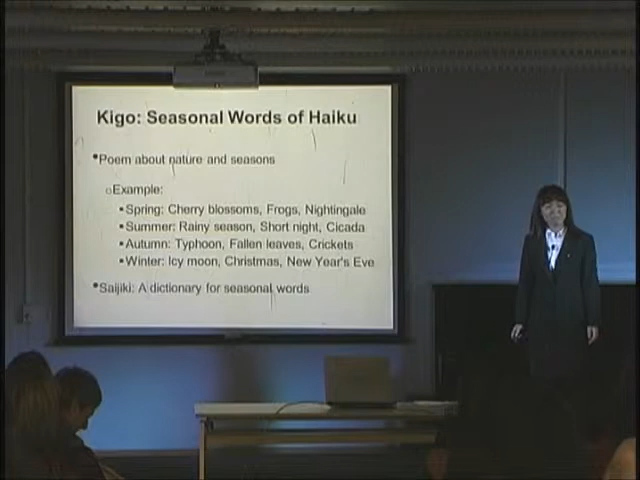 Kigo: Seasonal Words of Haiku
•Poem about nature and seasons
oExample:
▪Spring: Cherry blossoms, Frogs, Nightingale
▪Summer: Rainy season, Short night, Cicada
▪Autumn: Typhoon, Fallen leaves, Crickets
▪Winter: Icy moon, Christmas, New Year's Eve
•Saijiki: A dictionary for seasonal words